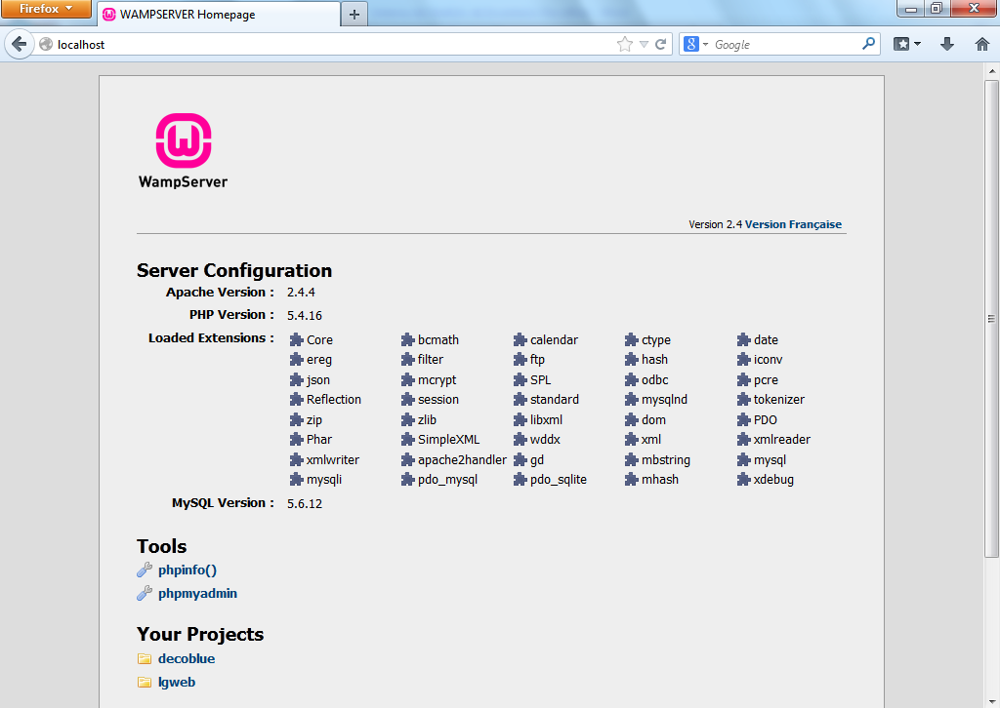 Firefox
WAMPSERVER Homepage
localhost
Google
WampServer
Version 2.4 Version Française
Server Configuration
Apache Version : 2.4.4
PHP Version : 5.4.16
Loaded Extensions : Core bcmath calendar ctype date
ereg filter ftp hash iconv
json mcrypt SPL odbc pcre
Reflection session standard mysqlnd tokenizer
zip zlib libxml dom PDO
Phar SimpleXML wddx xml xmlreader
xmlwriter apache2handler gd mbstring mysql
mysqli pdo_mysql pdo_sqlite mhash xdebug
MySQL Version : 5.6.12
Tools
phpinfo()
phpmyadmin
Your Projects
decoblue
lgweb